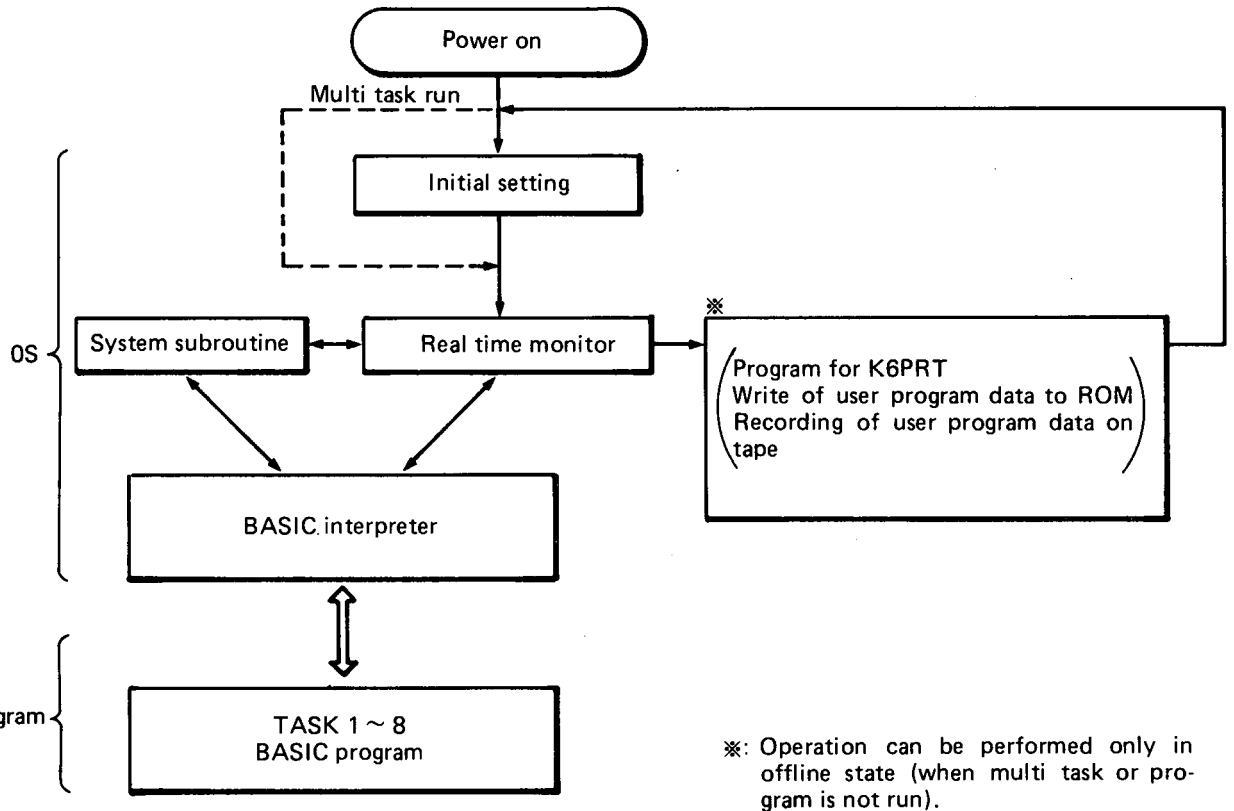 Power on
Multi task run
Initial setting
※
System subroutine
Real time monitor
Program for K6PRT
Write of user program data to ROM
Recording of user program data on
tape
OS
BASIC interpreter
gram
TASK 1 ~ 8
BASIC program
※: Operation can be performed only in
offline state (when multi task or pro-
gram is not run).